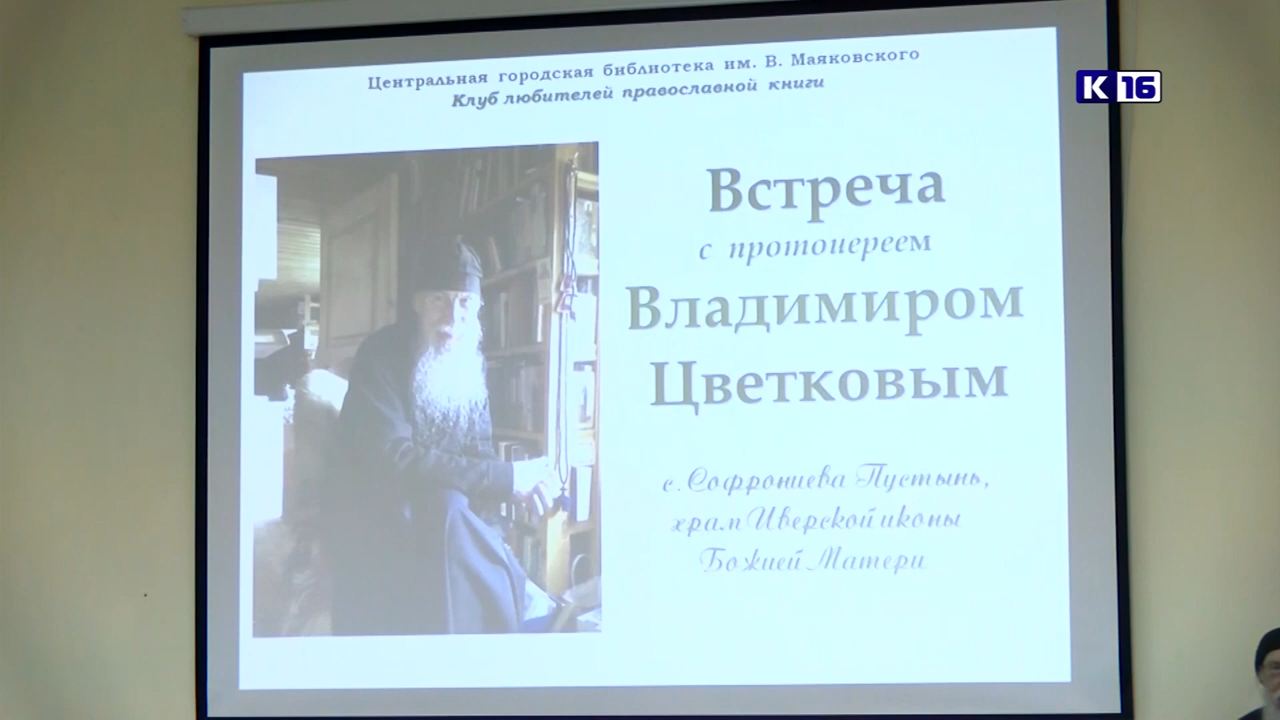 Центральная городская библиотека им. В. Маяковского
Клуб любителей православной книги
К 16
Встреча
с протоиереем
Владимиром
Цветковым
с. Софрониева Пустынь,
храм Иверской иконы
Божией Матери